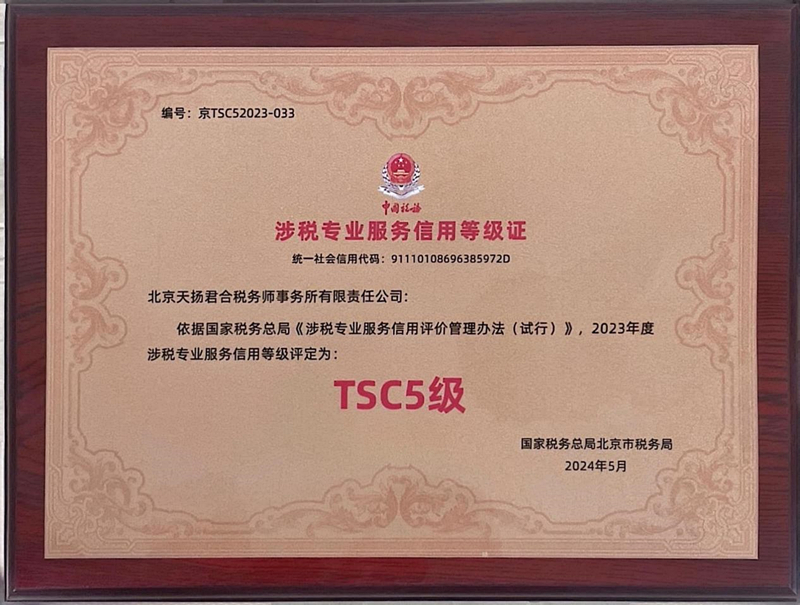 编号：京TSC52023-033
中国税务
涉税专业服务信用等级证
统一社会信用代码：91110108696385972D
北京天扬君合税务师事务所有限责任公司：
依据国家税务总局《涉税专业服务信用评价管理办法（试行）》，2023年度
涉税专业服务信用等级评定为：
TSC5级
国家税务总局北京市税务局
2024年5月